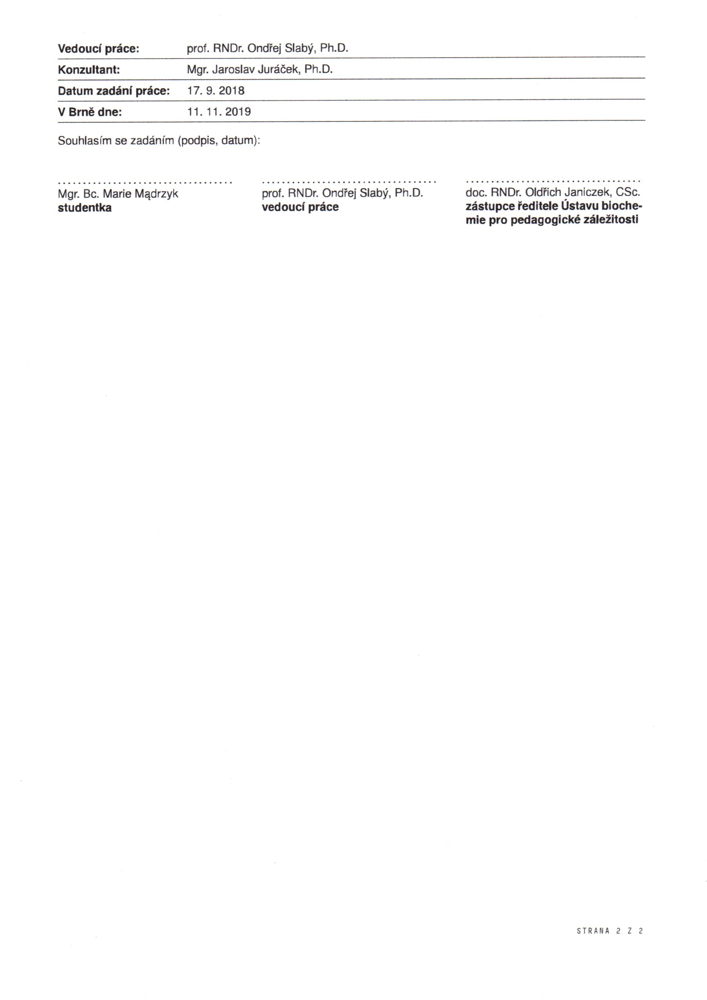 Vedoucí práce: prof. RNDr. Ondřej Slabý, Ph.D.
Konzultant: Mgr. Jaroslav Juráček, Ph.D.
Datum zadání práce: 17. 9. 2018
V Brně dne: 11. 11. 2019
Souhlasím se zadáním (podpis, datum):
Mgr. Bc. Marie Mądrzyk
studentka
prof. RNDr. Ondřej Slabý, Ph.D.
vedoucí práce
doc. RNDr. Oldřich Janiczek, CSc.
zástupce ředitele Ústavu bioche-
mie pro pedagogické záležitosti
STRANA 2 Z 2